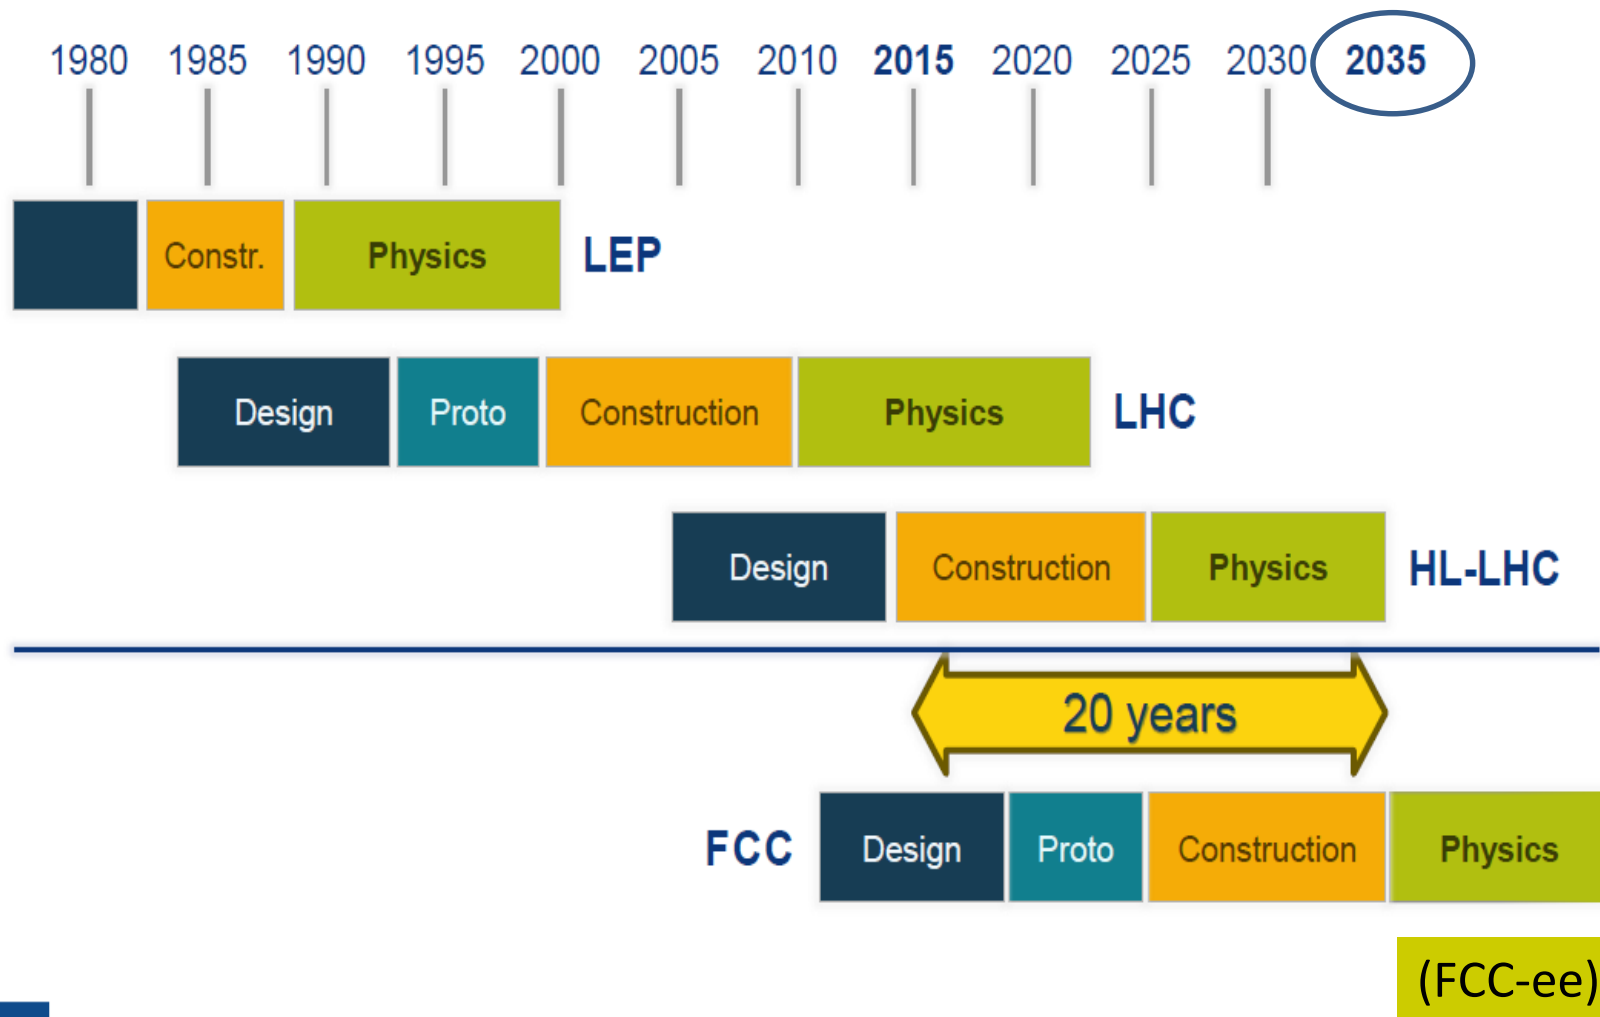 1980 1985 1990 1995 2000 2005 2010 2015 2020 2025 2030 2035
Constr. Physics LEP
Design Proto Construction Physics LHC
Design Construction Physics HL-LHC
20 years
FCC Design Proto Construction Physics
(FCC-ee)